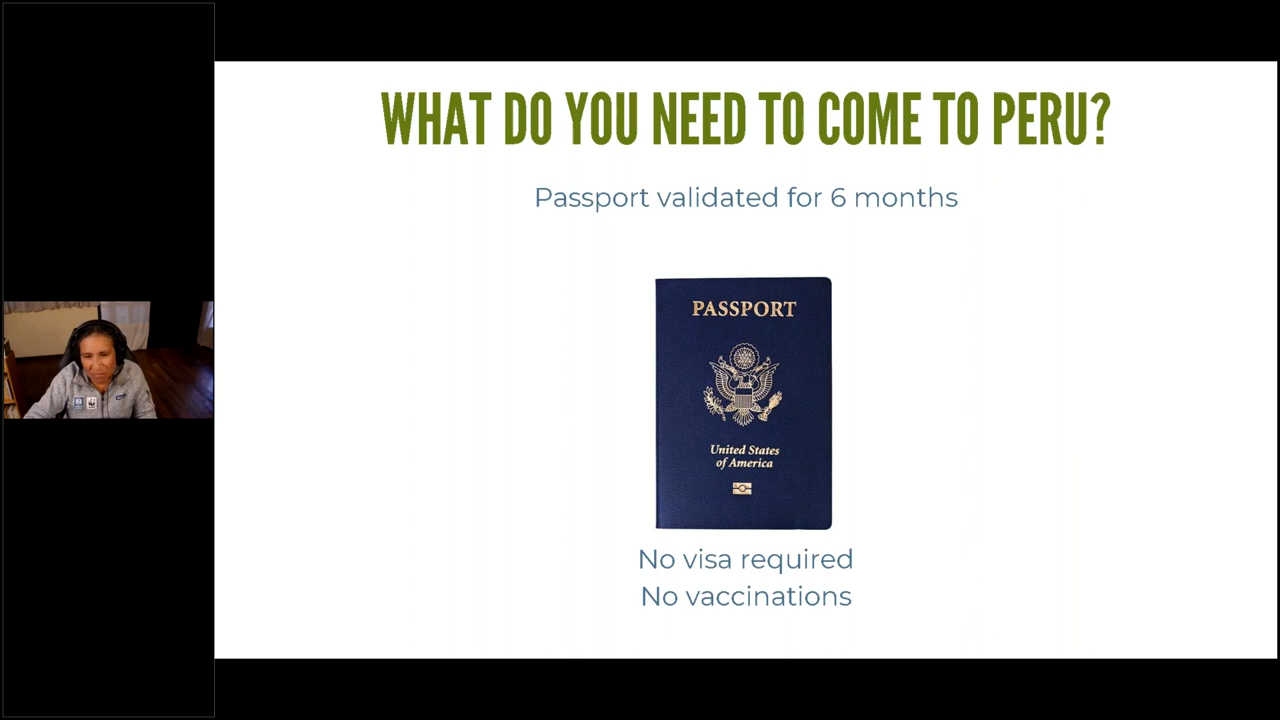 WHAT DO YOU NEED TO COME TO PERU?
Passport validated for 6 months
PASSPORT
United States
of America
No visa required
No vaccinations